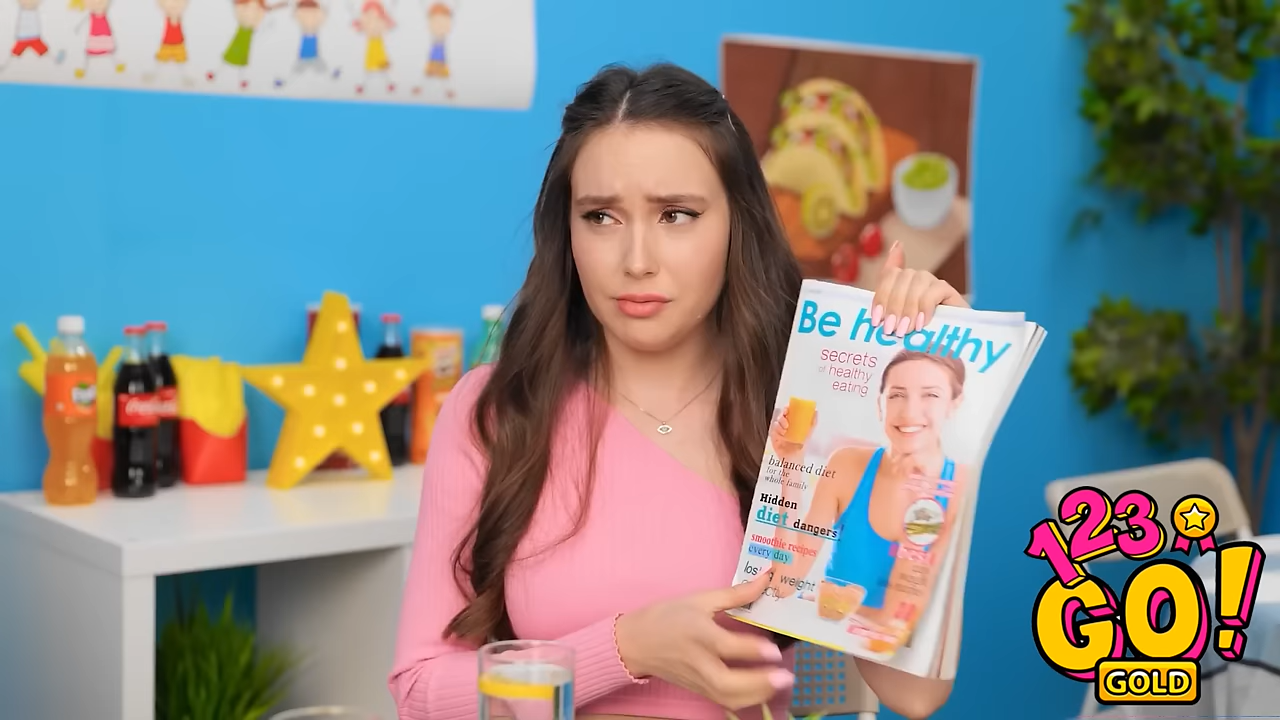 Be healthy
secrets
of healthy
eating
balanced diet
for the
whole family
Hidden
diet dangers!
smoothie recipes
every day
weight
Coca-Cola
123
GO!
GOLD